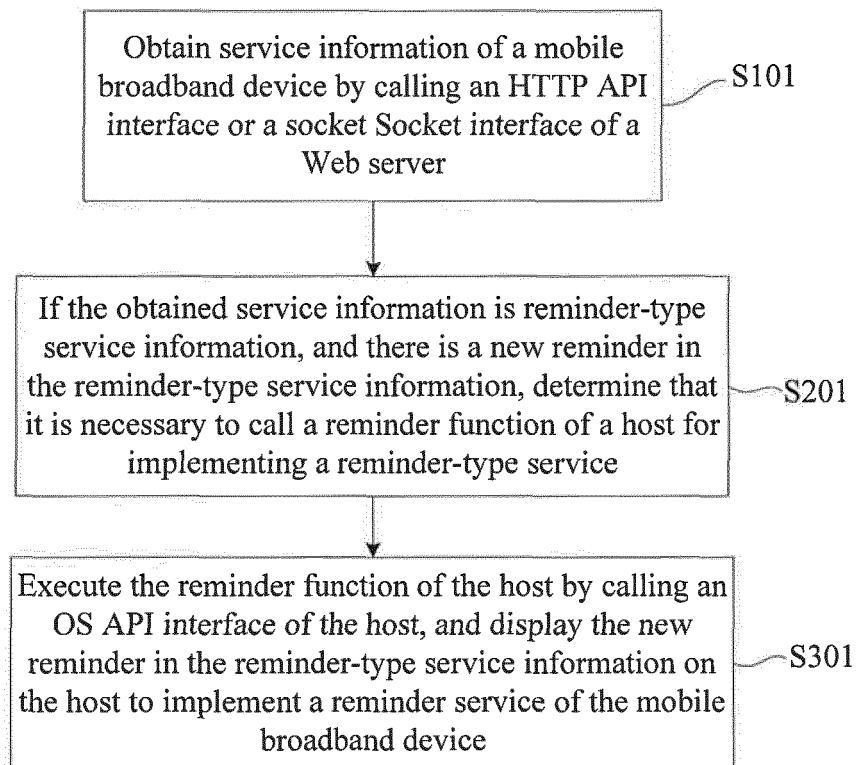 Obtain service information of a mobile
broadband device by calling an HTTP API
interface or a socket Socket interface of a
Web server
S101
If the obtained service information is reminder-type
service information, and there is a new reminder in
the reminder-type service information, determine that
it is necessary to call a reminder function of a host for
implementing a reminder-type service
S201
Execute the reminder function of the host by calling an
OS API interface of the host, and display the new
reminder in the reminder-type service information on
the host to implement a reminder service of the mobile
broadband device
S301